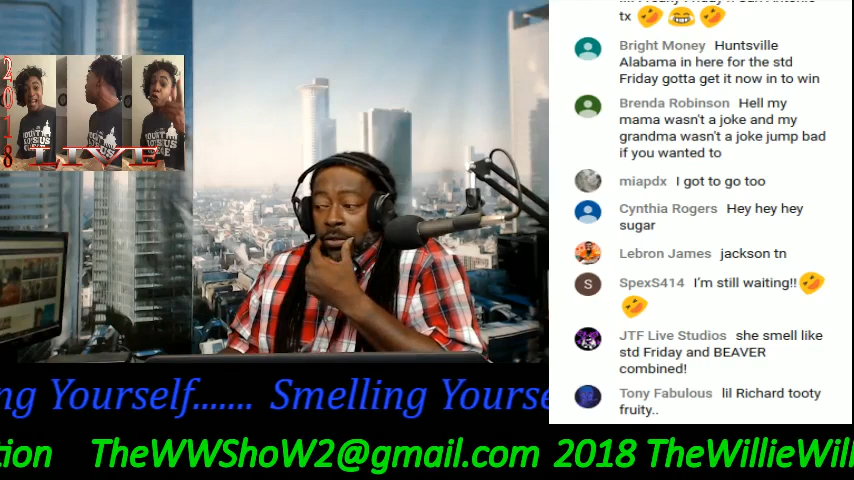 tx
Bright Money Huntsville
Alabama in here for the std
Friday gotta get it now in to win
Brenda Robinson Hell my
mama wasn't a joke and my
grandma wasn't a joke jump bad
if you wanted to
miapdx I got to go too
Cynthia Rogers Hey hey hey
sugar
Lebron James jackson tn
S SpexS414 I'm still waiting!!
JTF Live Studios she smell like
std Friday and BEAVER
combined!
Tony Fabulous lil Richard tooty
fruity..
2018
LIVE
ng Yourself....... Smelling Yourse
tion TheWWShoW2@gmail.com 2018 TheWillieWill